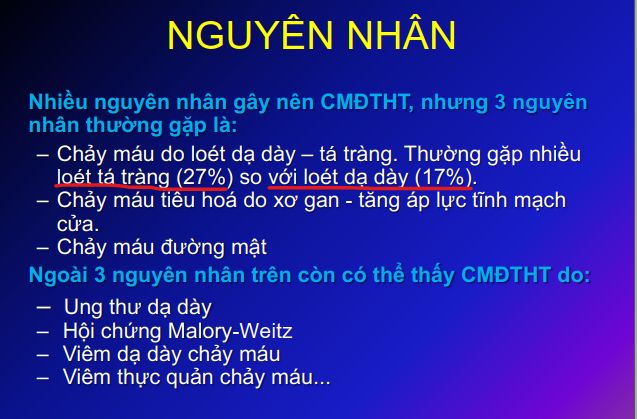 NGUYÊN NHÂN
Nhiều nguyên nhân gây nên CMĐTHT, nhưng 3 nguyên
nhân thường gặp là:
– Chảy máu do loét dạ dày – tá tràng. Thường gặp nhiều
loét tá tràng (27%) so với loét dạ dày (17%).
– Chảy máu tiêu hoá do xơ gan - tăng áp lực tĩnh mạch
cửa.
– Chảy máu đường mật
Ngoài 3 nguyên nhân trên còn có thể thấy CMĐTHT do:
– Ung thư dạ dày
– Hội chứng Malory-Weitz
– Viêm dạ dày chảy máu
– Viêm thực quản chảy máu...